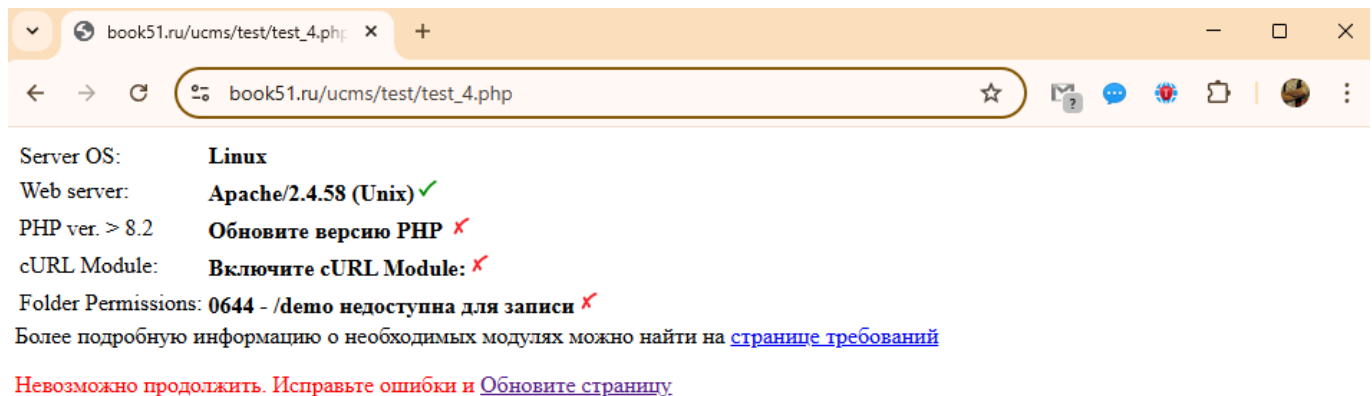 book51.ru/ucms/test/test_4.php
book51.ru/ucms/test/test_4.php
?
Server OS: Linux
Web server: Apache/2.4.58 (Unix)
PHP ver. > 8.2 Обновите версию PHP
cURL Module: Включите cURL Module:
Folder Permissions: 0644 - /demo недоступна для записи
Более подробную информацию о необходимых модулях можно найти на странице требований
Невозможно продолжить. Исправьте ошибки и Обновите страницу